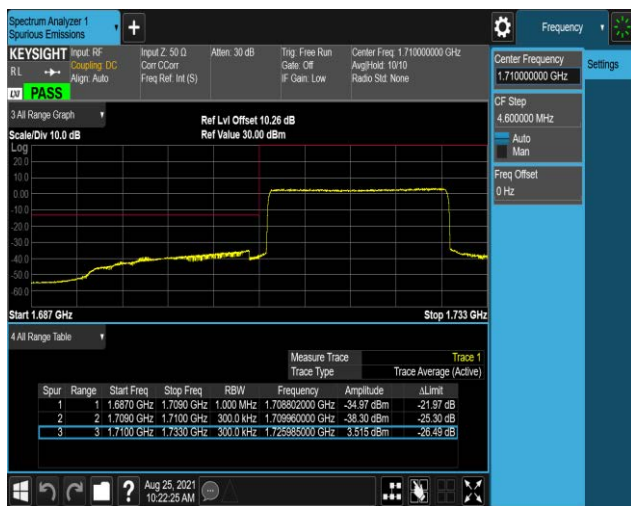 Spectrum Analyzer 1
Spurious Emissions
Frequency
KEYSIGHT
RL
LXI
PASS
Input: RF
Coupling: DC
Align: Auto
Input Z: 50 Ω
Corr CCorr
Freq Ref: Int (S)
Atten: 30 dB
Trig: Free Run
Gate: Off
IF Gain: Low
Center Freq: 1.710000000 GHz
Avg|Hold: 10/10
Radio Std: None
Center Frequency
1.710000000 GHz
Settings
CF Step
4.600000 MHz
Auto
Man
Freq Offset
0 Hz
3 All Range Graph
Scale/Div 10.0 dB
Ref Lvl Offset 10.26 dB
Ref Value 30.00 dBm
Log
20.0
10.0
0.00
-10.0
-20.0
-30.0
-40.0
-50.0
-60.0
Start 1.687 GHz
Stop 1.733 GHz
4 All Range Table
Measure Trace Trace 1
Trace Type Trace Average (Active)
Spur Range Start Freq Stop Freq RBW Frequency Amplitude ΔLimit
1 1 1.6870 GHz 1.7090 GHz 1.000 MHz 1.708802000 GHz -34.97 dBm -21.97 dB
2 2 1.7090 GHz 1.7100 GHz 300.0 kHz 1.709960000 GHz -38.30 dBm -25.30 dB
3 3 1.7100 GHz 1.7330 GHz 300.0 kHz 1.725985000 GHz 3.515 dBm -26.49 dB
Aug 25, 2021
10:22:25 AM